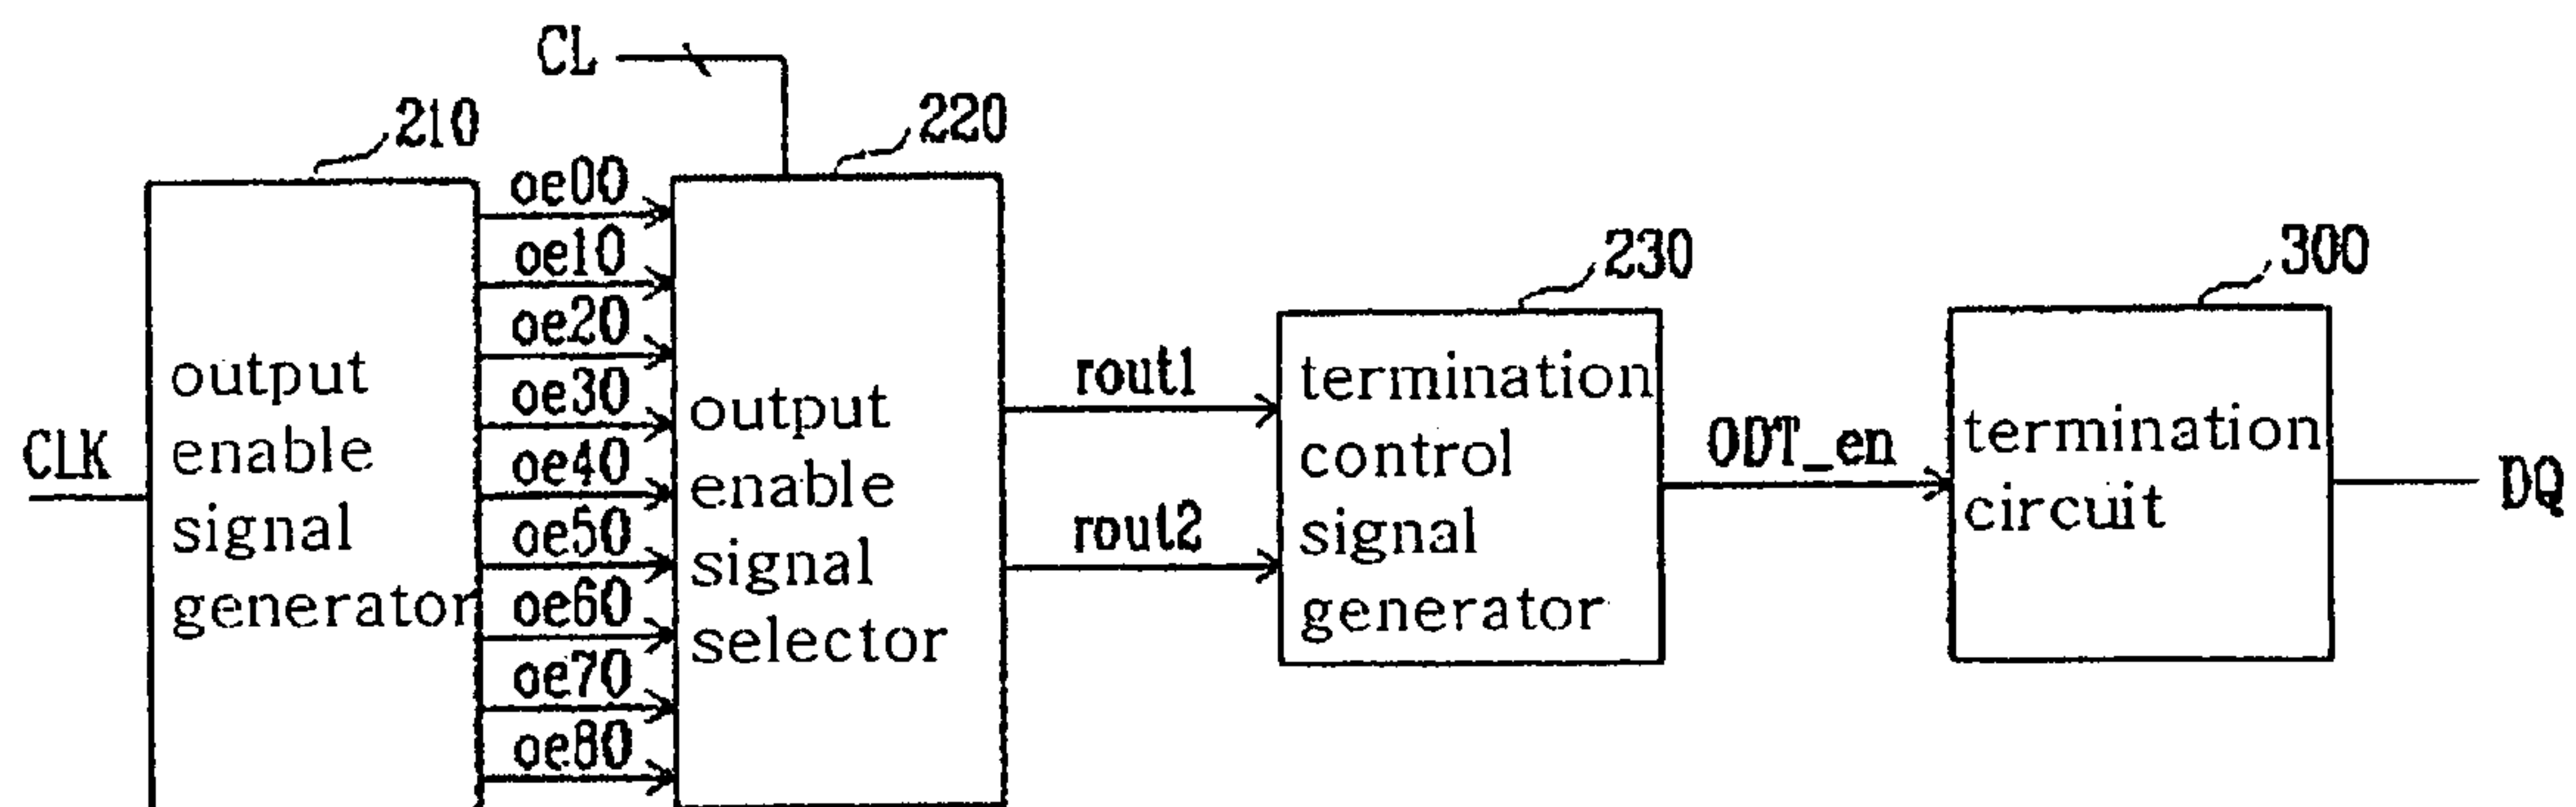 CL
210
220
oe00
oe10
oe20
oe30
oe40
oe50
oe60
oe70
oe80
CLK
output
enable
signal
generator
output
enable
signal
selector
rout1
rout2
230
termination
control
signal
generator
ODT_en
300
termination
circuit
DQ